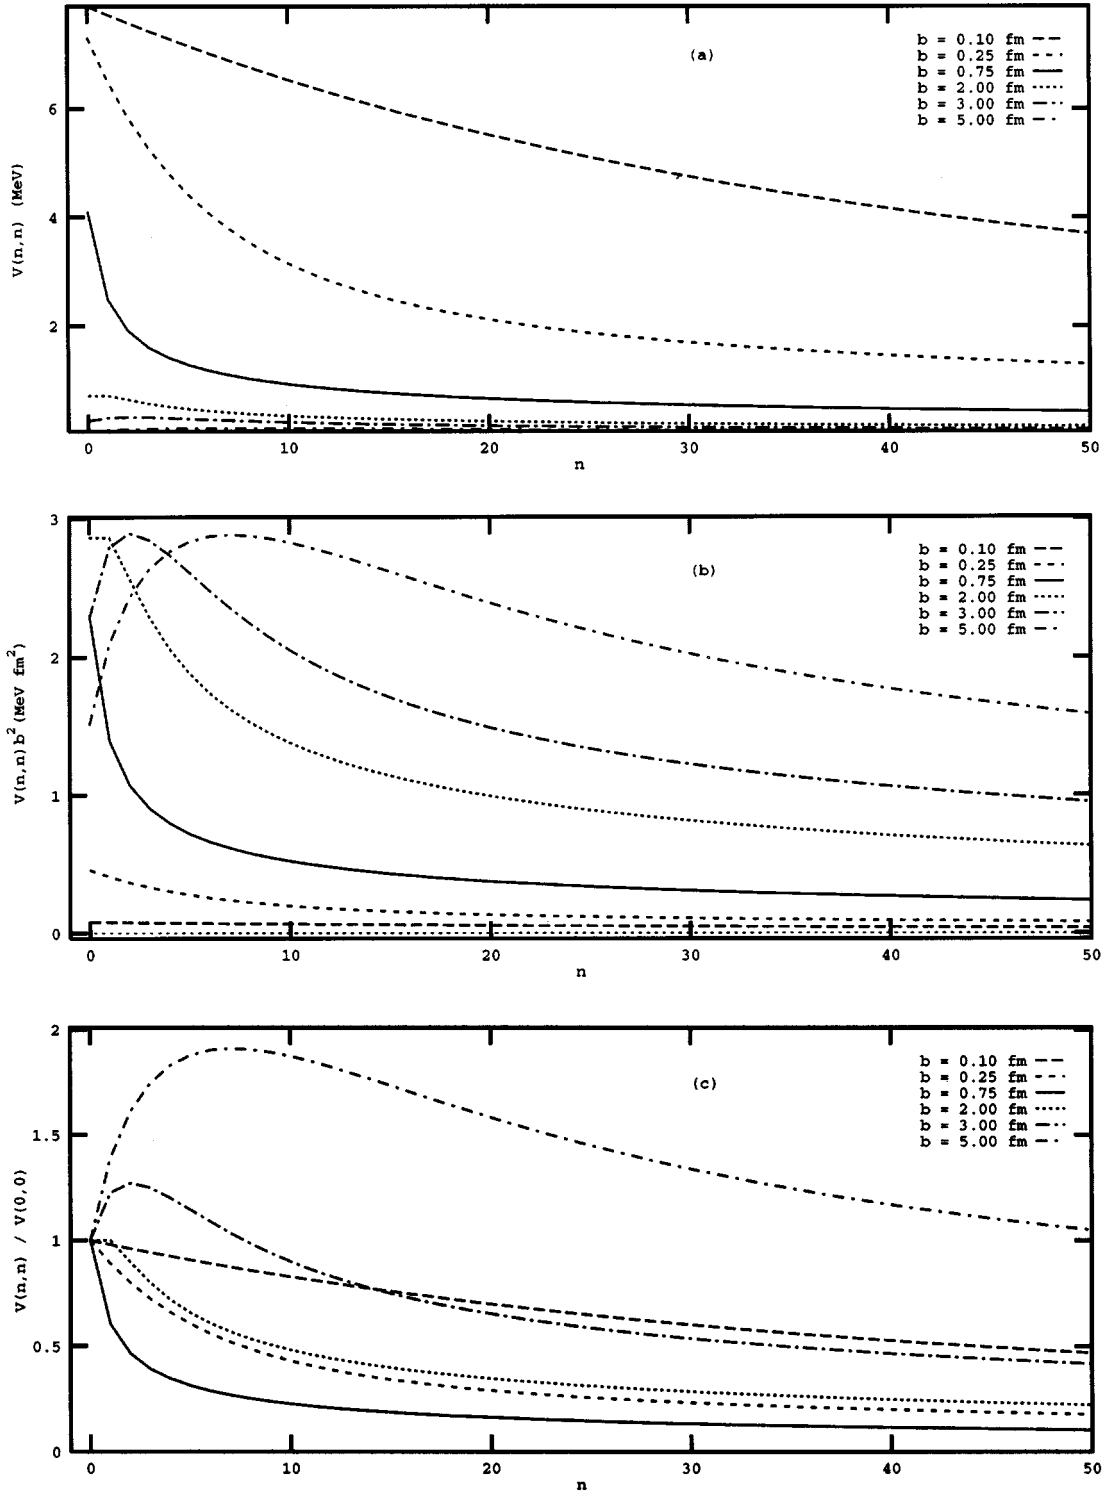 (a)
b = 0.10 fm
b = 0.25 fm
b = 0.75 fm
b = 2.00 fm
b = 3.00 fm
b = 5.00 fm
V(n,n) (MeV)
6
4
2
0 10 20 30 40 50
n
3
(b)
b = 0.10 fm
b = 0.25 fm
b = 0.75 fm
b = 2.00 fm
b = 3.00 fm
b = 5.00 fm
V(n,n)b² (MeV fm²)
2
1
0
0 10 20 30 40 50
n
2
(c)
b = 0.10 fm
b = 0.25 fm
b = 0.75 fm
b = 2.00 fm
b = 3.00 fm
b = 5.00 fm
V(n,n) / V(0,0)
1.5
1
0.5
0
0 10 20 30 40 50
n